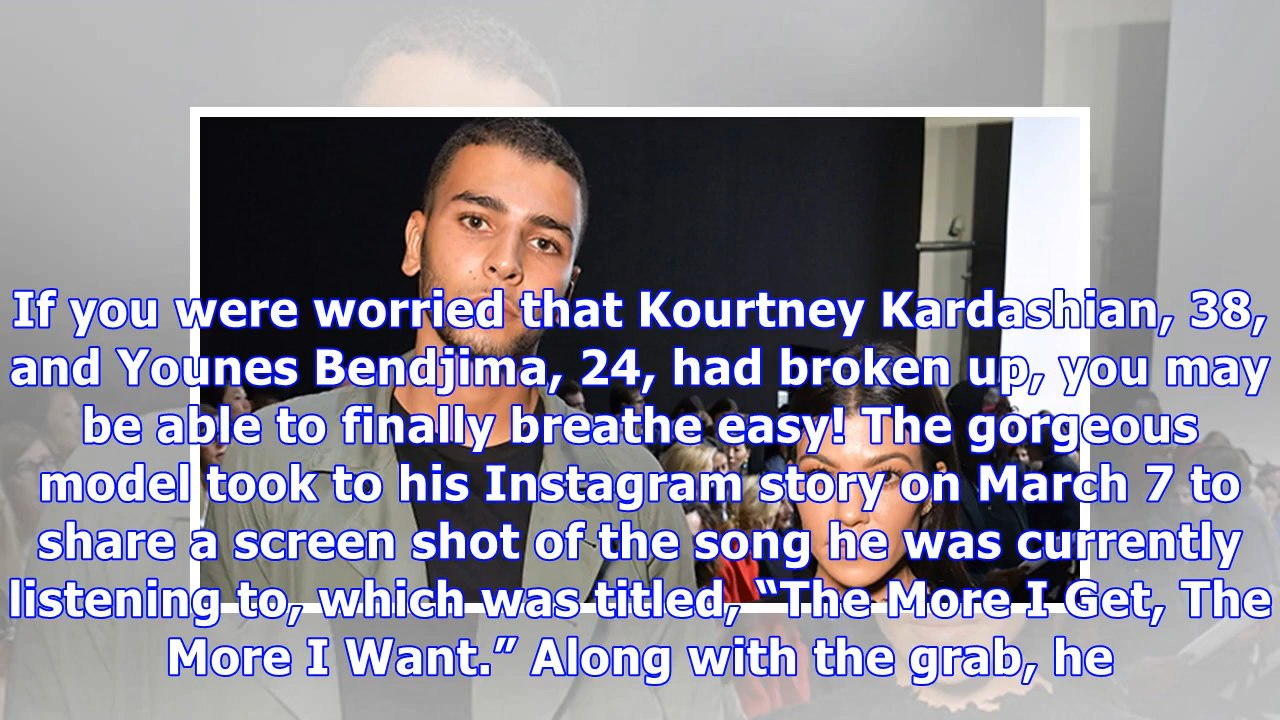 If you were worried that Kourtney Kardashian, 38,
and Younes Bendjima, 24, had broken up, you may
be able to finally breathe easy! The gorgeous
model took to his Instagram story on March 7 to
share a screen shot of the song he was currently
listening to, which was titled, “The More I Get, The
More I Want.” Along with the grab, he